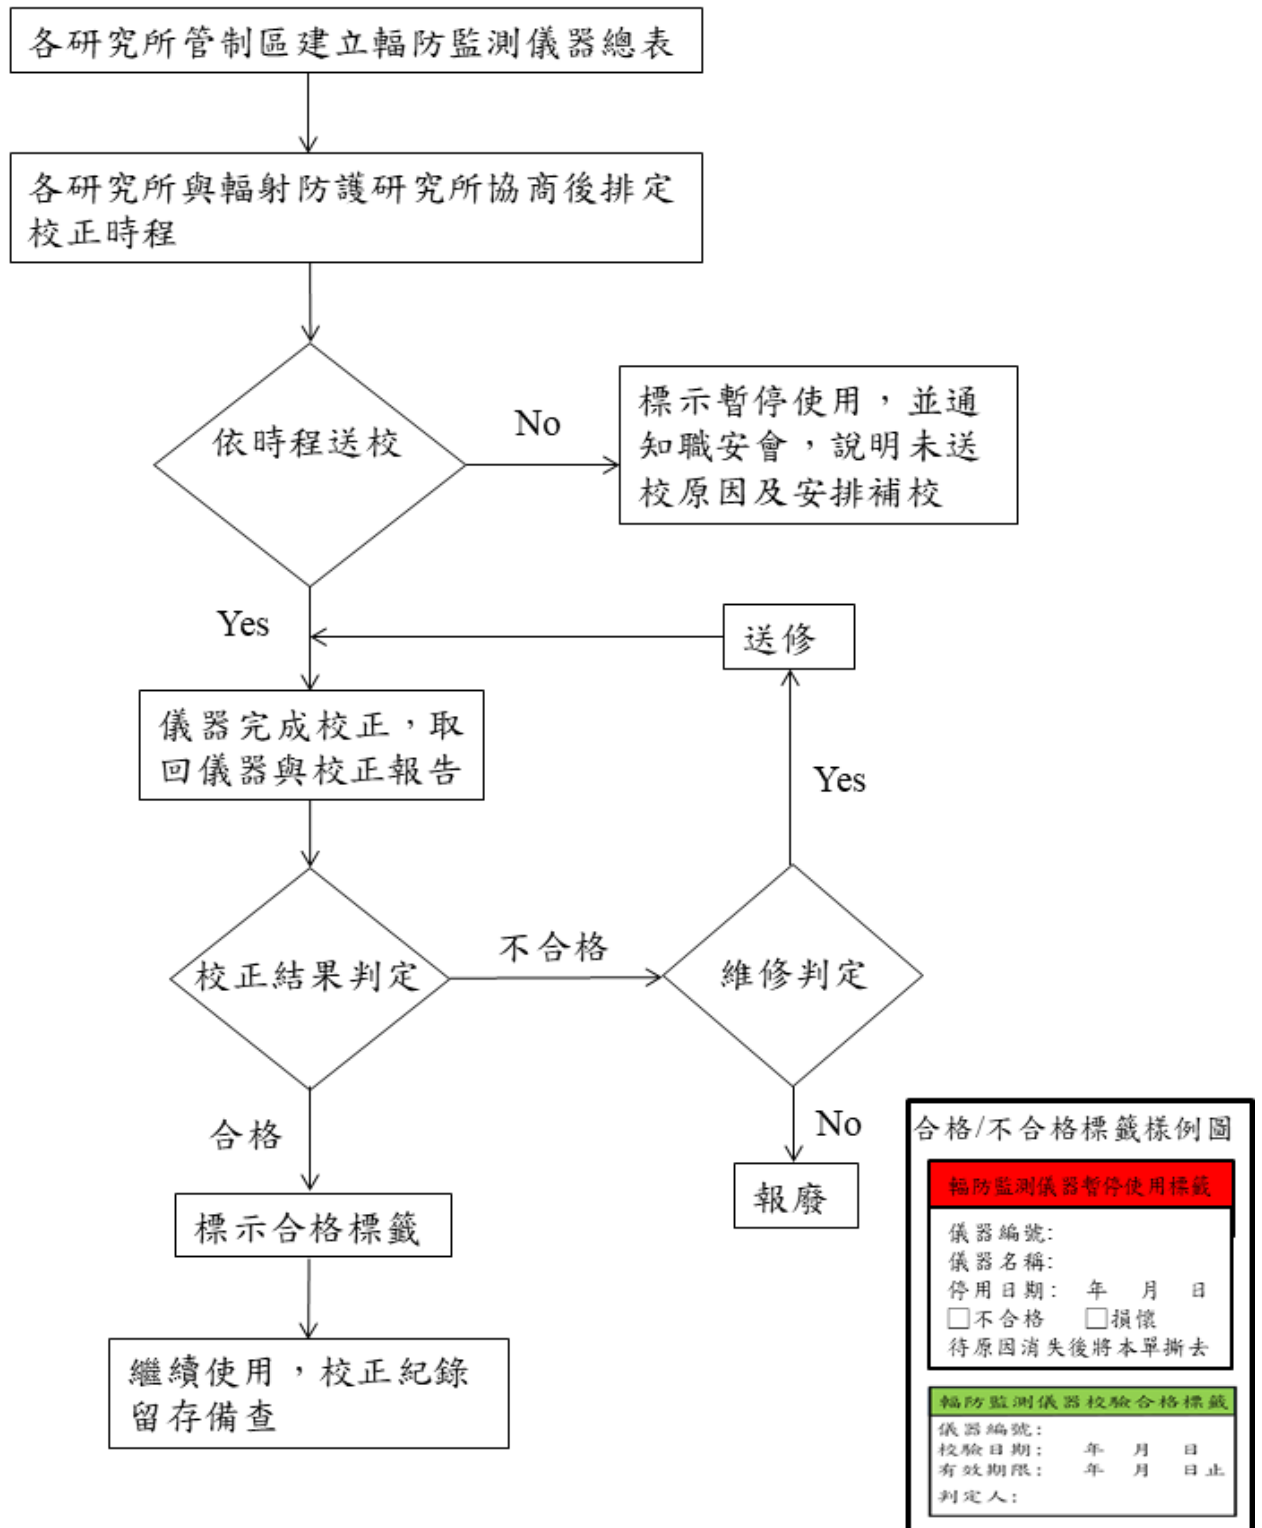 各研究所管制區建立輻防監測儀器總表
各研究所與輻射防護研究所協商後排定
校正時程
依時程送校
No
標示暫停使用，並通
知職安會，說明未送
校原因及安排補校
Yes
送修
儀器完成校正，取
回儀器與校正報告
Yes
校正結果判定
不合格
維修判定
合格
No
報廢
標示合格標籤
繼續使用，校正紀錄
留存備查
合格/不合格標籤樣例圖
輻防監測儀器暫停使用標籤
儀器編號:
儀器名稱:
停用日期: 年 月 日
□不合格 □損懷
待原因消失後將本單撕去
輻防監測儀器校驗合格標籤
儀器編號:
校驗日期: 年 月 日
有效期限: 年 月 日止
判定人: